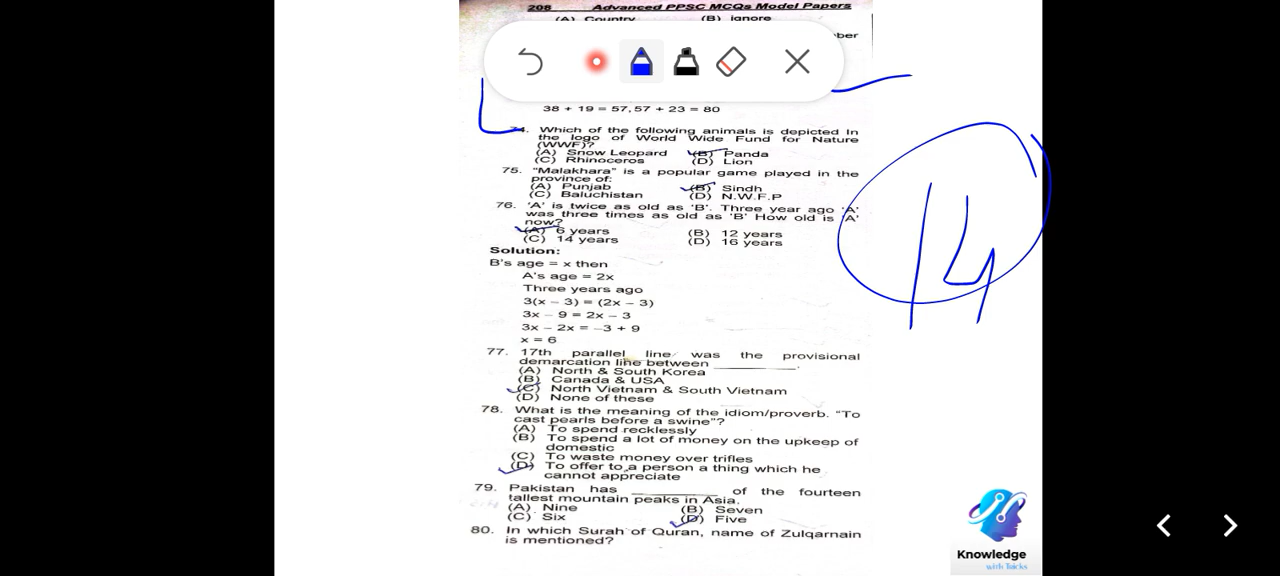 208 Advanced PPSC MCQs Model Papers
(A) Country (B) ignore
ber
38 + 19 = 57, 57 + 23 = 80
74. Which of the following animals is depicted In
the logo of World Wide Fund for Nature
(WWF)?
(A) Snow Leopard (B) Panda
(C) Rhinoceros (D) Lion
75. "Malakhara" is a popular game played in the
province of:
(A) Punjab (B) Sindh
(C) Baluchistan (D) N.W.F.P
76. 'A' is twice as old as 'B'. Three year ago 'A'
was three times as old as 'B' How old is 'A'
now?
(A) 6 years (B) 12 years
(C) 14 years (D) 16 years
Solution:
B's age = x then
A's age = 2x
Three years ago
3(x – 3) = (2x – 3)
3x – 9 = 2x – 3
3x – 2x = –3 + 9
x = 6
77. 17th parallel line was the provisional
demarcation line between ____________.
(A) North & South Korea
(B) Canada & USA
(C) North Vietnam & South Vietnam
(D) None of these
78. What is the meaning of the idiom/proverb. "To
cast pearls before a swine"?
(A) To spend recklessly
(B) To spend a lot of money on the upkeep of
domestic
(C) To waste money over trifles
(D) To offer to a person a thing which he
cannot appreciate
79. Pakistan has ____________ of the fourteen
tallest mountain peaks in Asia.
(A) Nine (B) Seven
(C) Six (D) Five
80. In which Surah of Quran, name of Zulqarnain
is mentioned?
14
Knowledge
with Tricks